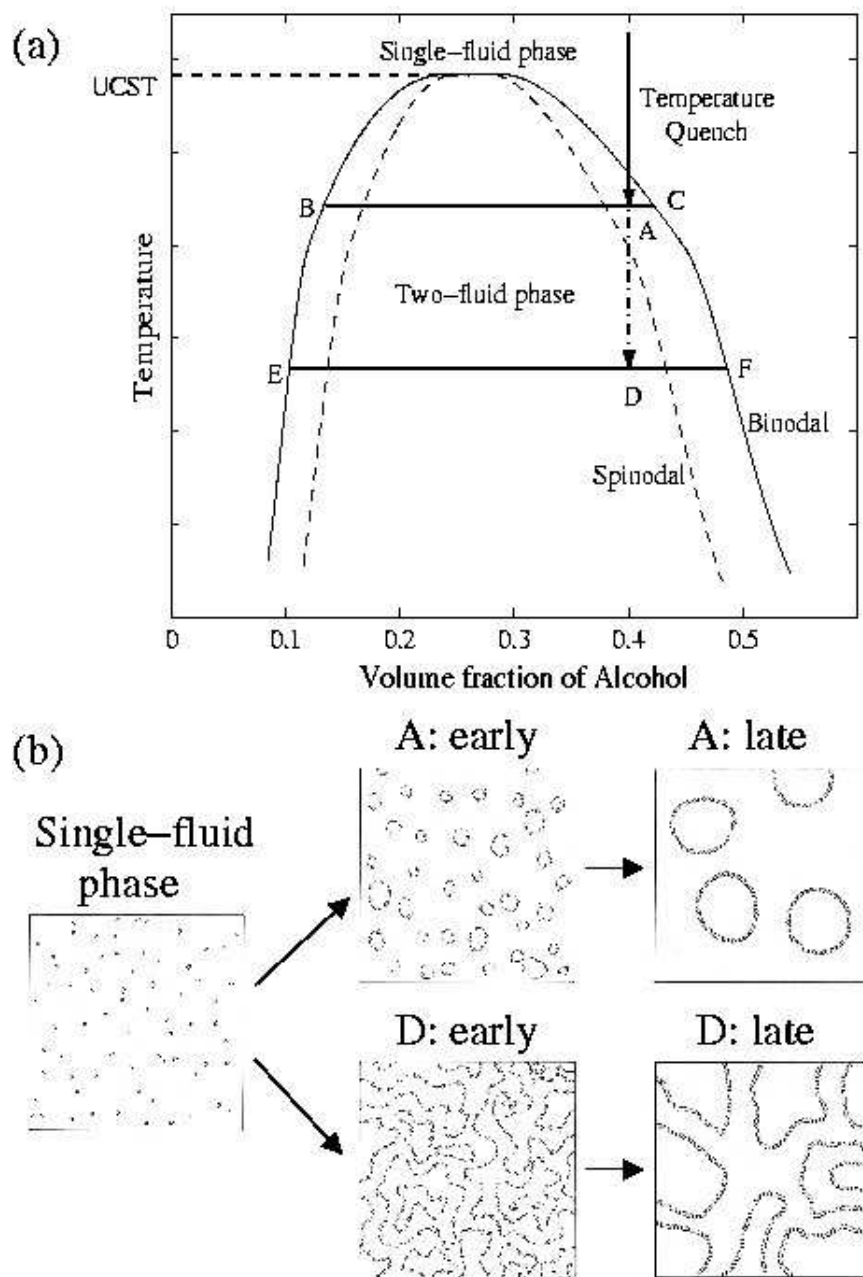 (a)
Single–fluid phase
UCST
Temperature
Quench
B
C
A
Temperature
Two–fluid phase
E
F
D
Binodal
Spinodal
0
0.1
0.2
0.3
0.4
0.5
Volume fraction of Alcohol
(b)
A: early
A: late
Single–fluid
phase
D: early
D: late